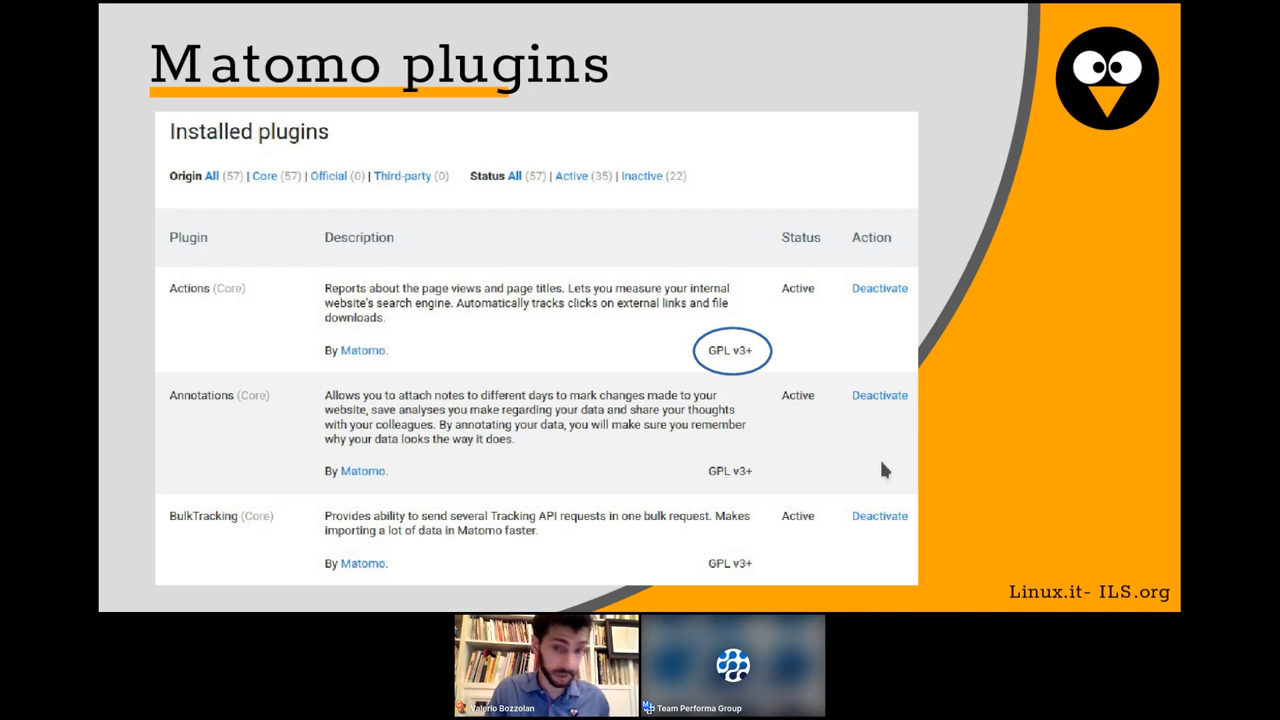 Matomo plugins
Installed plugins
Origin All (57) | Core (57) | Official (0) | Third-party (0) Status All (57) | Active (35) | Inactive (22)
Plugin Description Status Action
Actions (Core) Reports about the page views and page titles. Lets you measure your internal Active Deactivate
website's search engine. Automatically tracks clicks on external links and file
downloads.
By Matomo. GPL v3+
Annotations (Core) Allows you to attach notes to different days to mark changes made to your Active Deactivate
website, save analyses you make regarding your data and share your thoughts
with your colleagues. By annotating your data, you will make sure you remember
why your data looks the way it does.
By Matomo. GPL v3+
BulkTracking (Core) Provides ability to send several Tracking API requests in one bulk request. Makes Active Deactivate
importing a lot of data in Matomo faster.
By Matomo. GPL v3+
Linux.it- ILS.org
Valerio Bozzolan
Team Performa Group